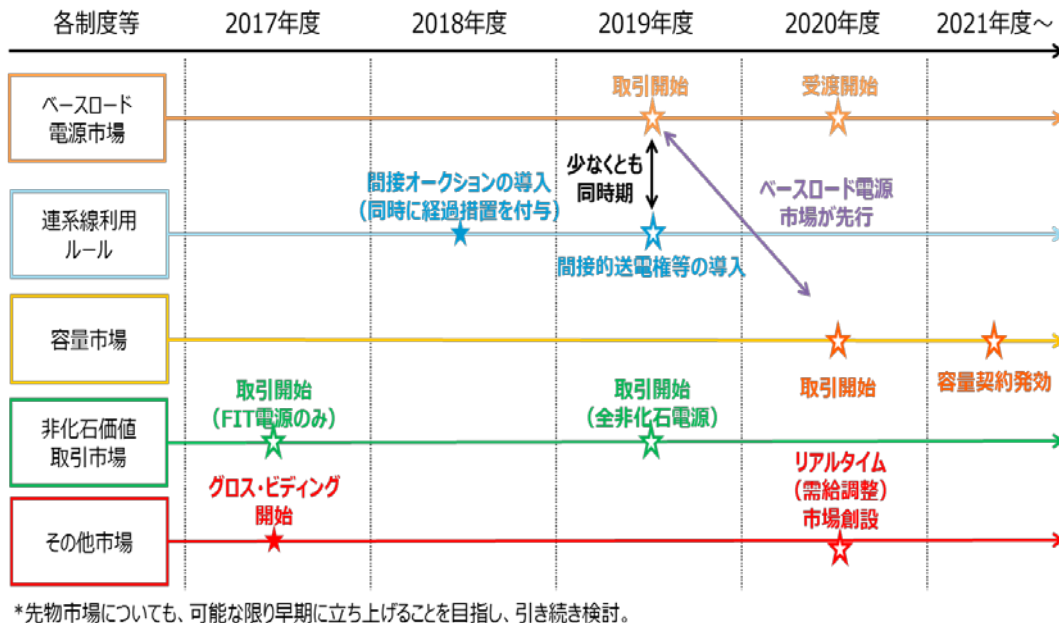 各制度等
2017年度
2018年度
2019年度
2020年度
2021年度～
ベースロード
電源市場
取引開始
受渡開始
少なくとも
同時期
ベースロード電源
市場が先行
連系線利用
ルール
間接オークションの導入
（同時に経過措置を付与）
間接的送電権等の導入
容量市場
取引開始
容量契約発効
非化石価値
取引市場
取引開始
（FIT電源のみ）
取引開始
（全非化石電源）
その他市場
グロス・ビディング
開始
リアルタイム
（需給調整）
市場創設
*先物市場についても、可能な限り早期に立ち上げることを目指し、引き続き検討。